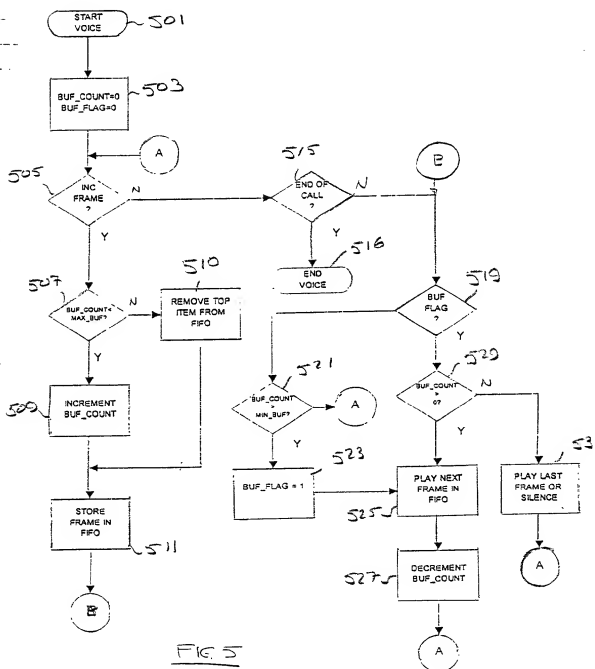 START
VOICE
501
BUF_COUNT=0
BUF_FLAG=0
503
A
505
INC
FRAME
?
N
Y
515
END OF
CALL
?
N
Y
516
END
VOICE
B
507
BUF_COUNT<
MAX_BUF?
N
Y
510
REMOVE TOP
ITEM FROM
FIFO
519
BUF
FLAG
?
Y
509
INCREMENT
BUF_COUNT
521
BUF_COUNT
>
MIN_BUF?
Y
A
529
BUF_COUNT
>
0?
N
Y
511
STORE
FRAME IN
FIFO
523
BUF_FLAG = 1
525
PLAY NEXT
FRAME IN
FIFO
53
PLAY LAST
FRAME OR
SILENCE
B
527
DECREMENT
BUF_COUNT
A
A
FIG. 5